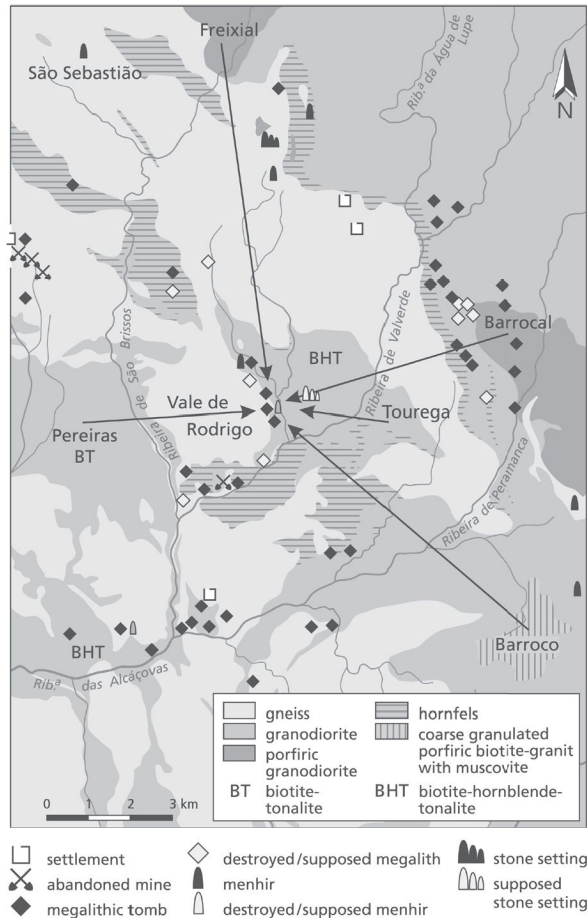 Freixial
São Sebastião
Rib.ª da Água de
Lupe
N
BHT
Ribeira de Valverde
Barrocal
Ribeira de São Brissos
Vale de
Rodrigo
Tourega
Pereiras
BT
Ribeira de Peramanca
BHT
Barroco
Rib.ª das Alcáçovas
gneiss
granodiorite
porfiric
granodiorite
BT biotite-
tonalite
hornfels
coarse granulated
porfiric biotite-granit
with muscovite
BHT biotite-hornblende-
tonalite
0 1 2 3 km
settlement
abandoned mine
megalithic tomb
destroyed/supposed megalith
menhir
destroyed/supposed menhir
stone setting
supposed
stone setting